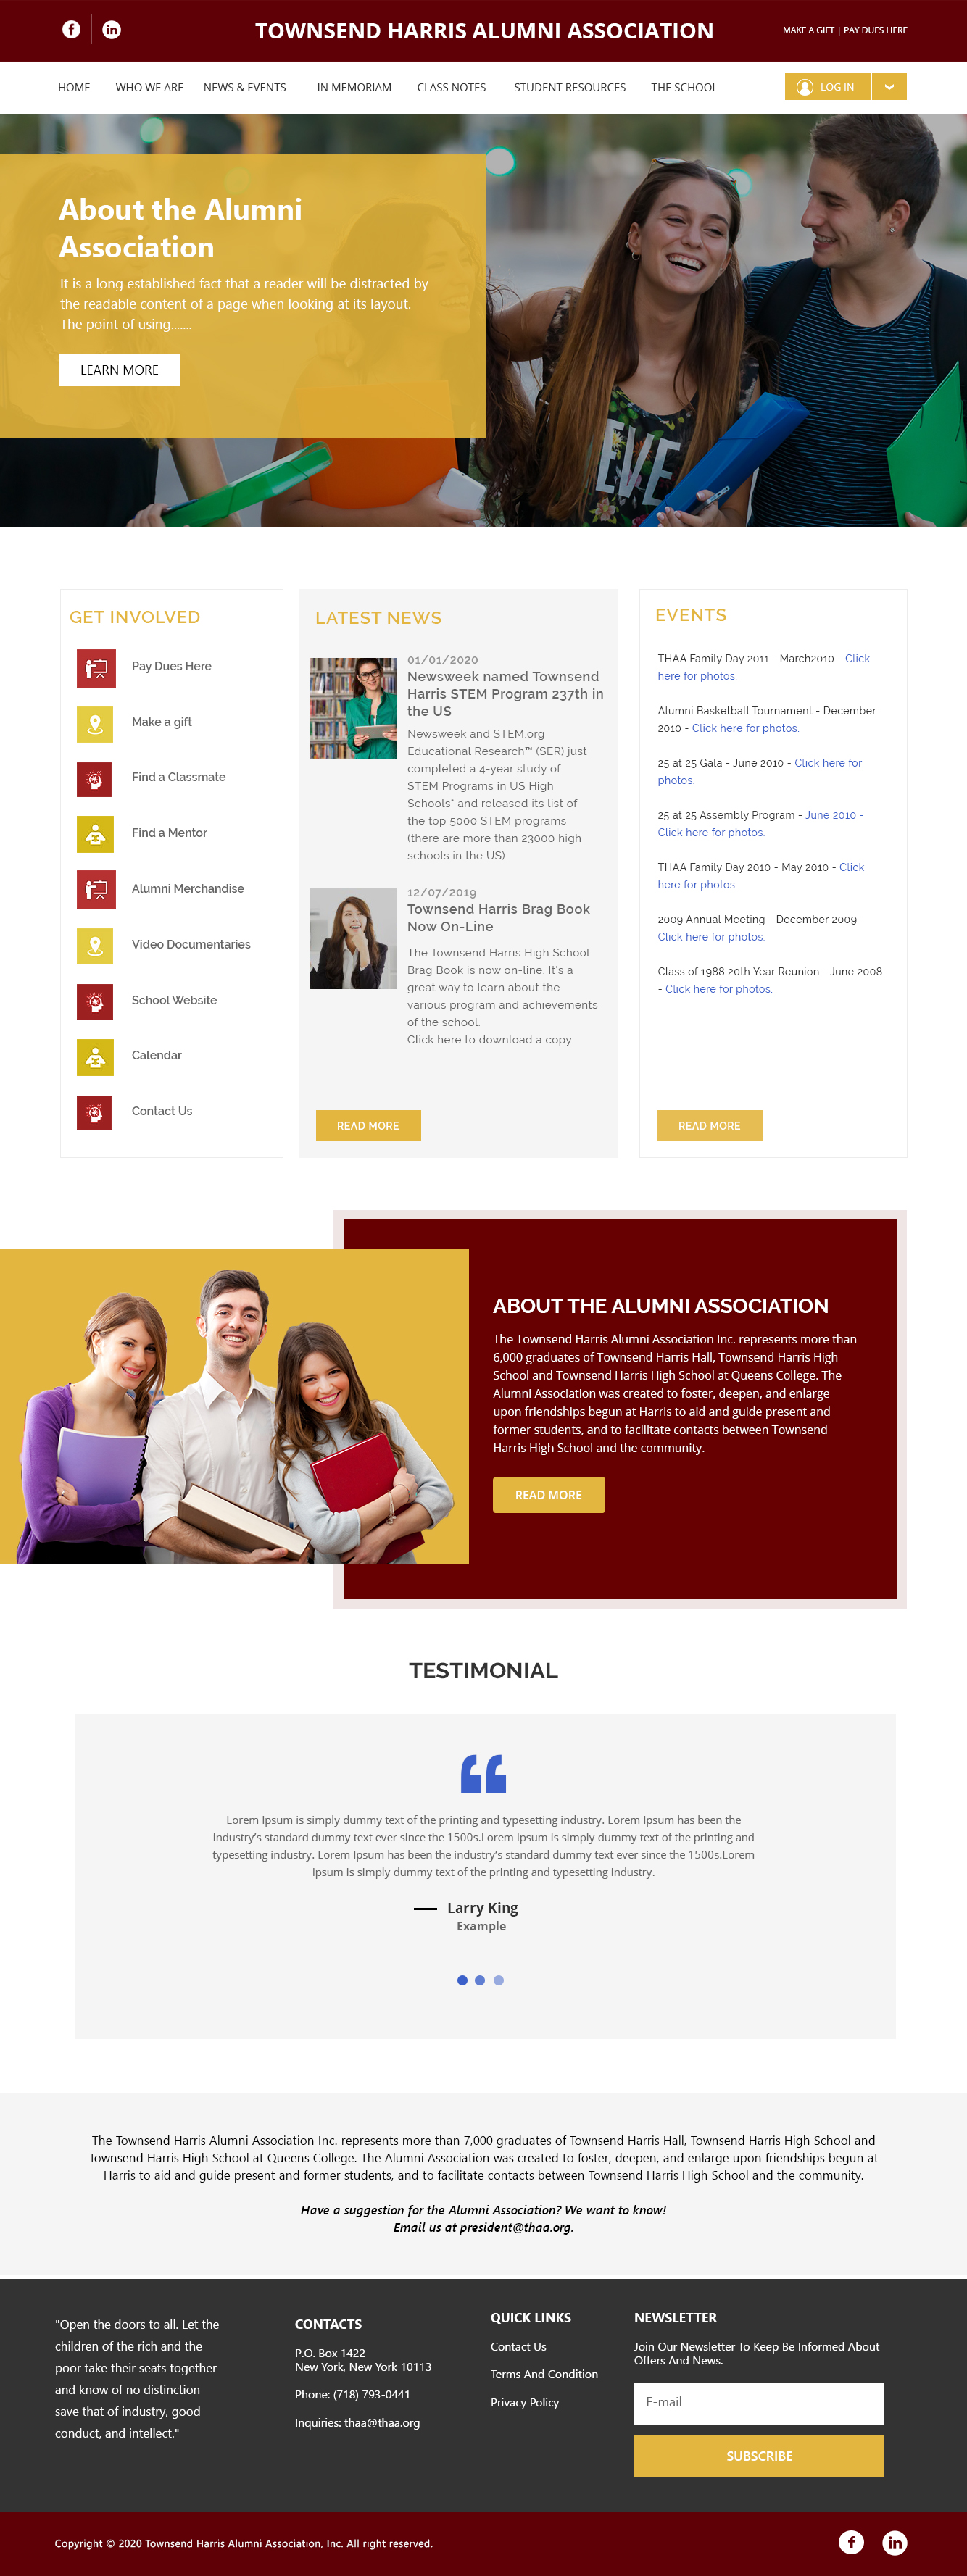 TOWNSEND HARRIS ALUMNI ASSOCIATION
MAKE A GIFT | PAY DUES HERE
HOME
WHO WE ARE
NEWS & EVENTS
IN MEMORIAM
CLASS NOTES
STUDENT RESOURCES
THE SCHOOL
LOG IN
About the Alumni
Association
It is a long established fact that a reader will be distracted by
the readable content of a page when looking at its layout.
The point of using.......
LEARN MORE
GET INVOLVED
Pay Dues Here
Make a gift
Find a Classmate
Find a Mentor
Alumni Merchandise
Video Documentaries
School Website
Calendar
Contact Us
LATEST NEWS
01/01/2020
Newsweek named Townsend
Harris STEM Program 237th in
the US
Newsweek and STEM.org
Educational Research™ (SER) just
completed a 4-year study of
STEM Programs in US High
Schools* and released its list of
the top 5000 STEM programs
(there are more than 23000 high
schools in the US).
12/07/2019
Townsend Harris Brag Book
Now On-Line
The Townsend Harris High School
Brag Book is now on-line. It's a
great way to learn about the
various program and achievements
of the school.
Click here to download a copy.
READ MORE
EVENTS
THAA Family Day 2011 - March2010 - Click
here for photos.
Alumni Basketball Tournament - December
2010 - Click here for photos.
25 at 25 Gala - June 2010 - Click here for
photos.
25 at 25 Assembly Program - June 2010 -
Click here for photos.
THAA Family Day 2010 - May 2010 - Click
here for photos.
2009 Annual Meeting - December 2009 -
Click here for photos.
Class of 1988 20th Year Reunion - June 2008
- Click here for photos.
READ MORE
ABOUT THE ALUMNI ASSOCIATION
The Townsend Harris Alumni Association Inc. represents more than
6,000 graduates of Townsend Harris Hall, Townsend Harris High
School and Townsend Harris High School at Queens College. The
Alumni Association was created to foster, deepen, and enlarge
upon friendships begun at Harris to aid and guide present and
former students, and to facilitate contacts between Townsend
Harris High School and the community.
READ MORE
TESTIMONIAL
Lorem Ipsum is simply dummy text of the printing and typesetting industry. Lorem Ipsum has been the
industry's standard dummy text ever since the 1500s.Lorem Ipsum is simply dummy text of the printing and
typesetting industry. Lorem Ipsum has been the industry's standard dummy text ever since the 1500s.Lorem
Ipsum is simply dummy text of the printing and typesetting industry.
Larry King
Example
The Townsend Harris Alumni Association Inc. represents more than 7,000 graduates of Townsend Harris Hall, Townsend Harris High School and
Townsend Harris High School at Queens College. The Alumni Association was created to foster, deepen, and enlarge upon friendships begun at
Harris to aid and guide present and former students, and to facilitate contacts between Townsend Harris High School and the community.
Have a suggestion for the Alumni Association? We want to know!
Email us at president@thaa.org.
"Open the doors to all. Let the
children of the rich and the
poor take their seats together
and know of no distinction
save that of industry, good
conduct, and intellect."
CONTACTS
P.O. Box 1422
New York, New York 10113
Phone: (718) 793-0441
Inquiries: thaa@thaa.org
QUICK LINKS
Contact Us
Terms And Condition
Privacy Policy
NEWSLETTER
Join Our Newsletter To Keep Be Informed About
Offers And News.
E-mail
SUBSCRIBE
Copyright © 2020 Townsend Harris Alumni Association, Inc. All right reserved.